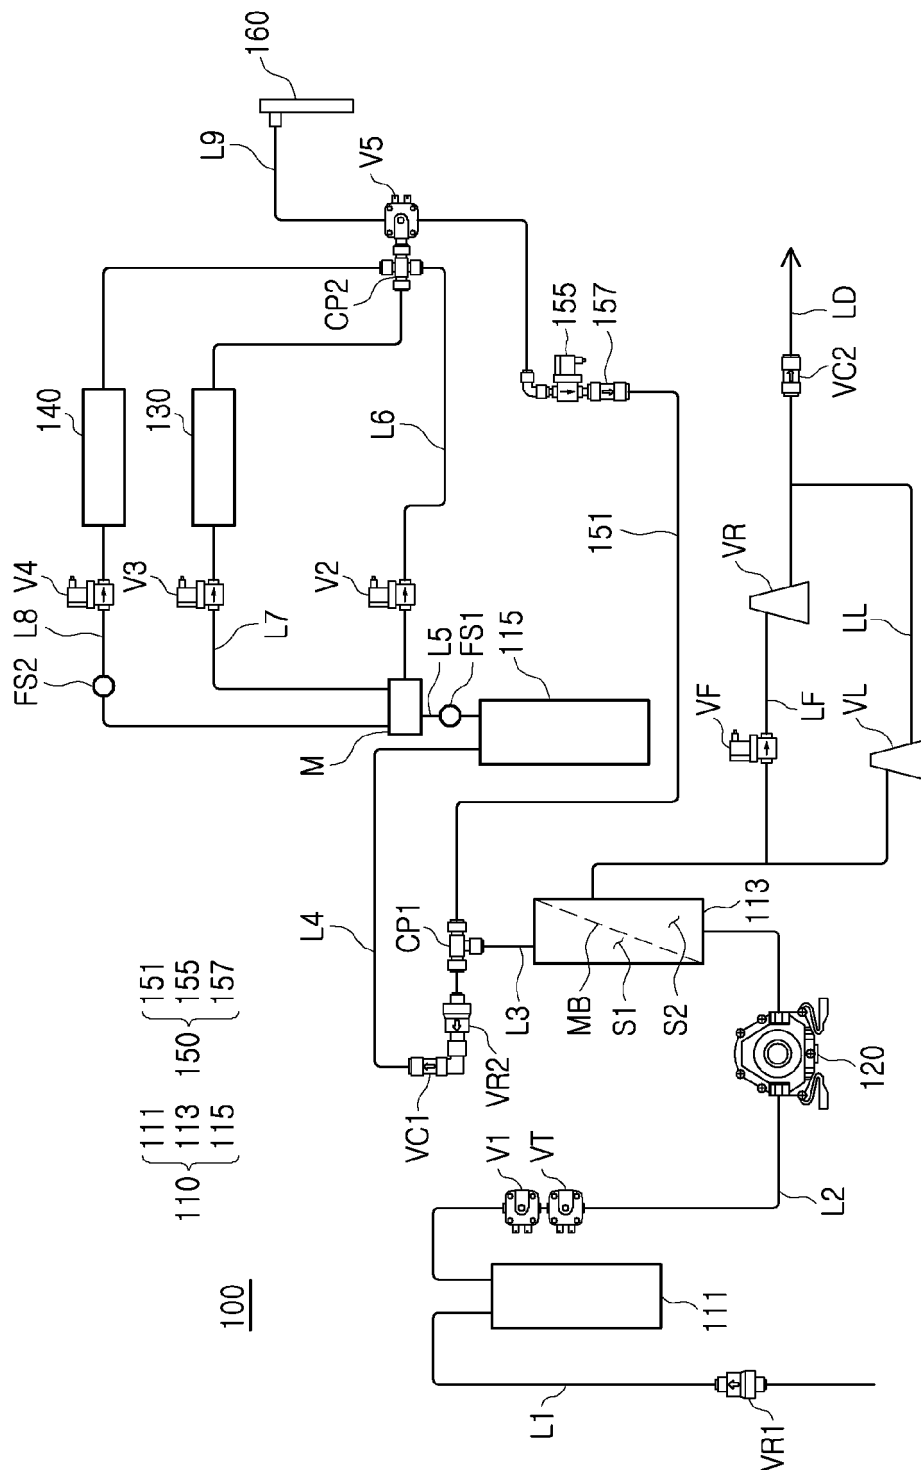 100
110 { 111
113
115
150 { 151
155
157
FS2
L8
V4
140
V3
130
L7
L9
160
V5
CP2
V2
L6
M
L5
FS1
115
155
157
L4
CP1
151
VC1
VR2
L3
MB
S1
S2
113
VF
LF
VL
VR
LL
LD
VC2
V1
VT
L2
120
111
L1
VR1